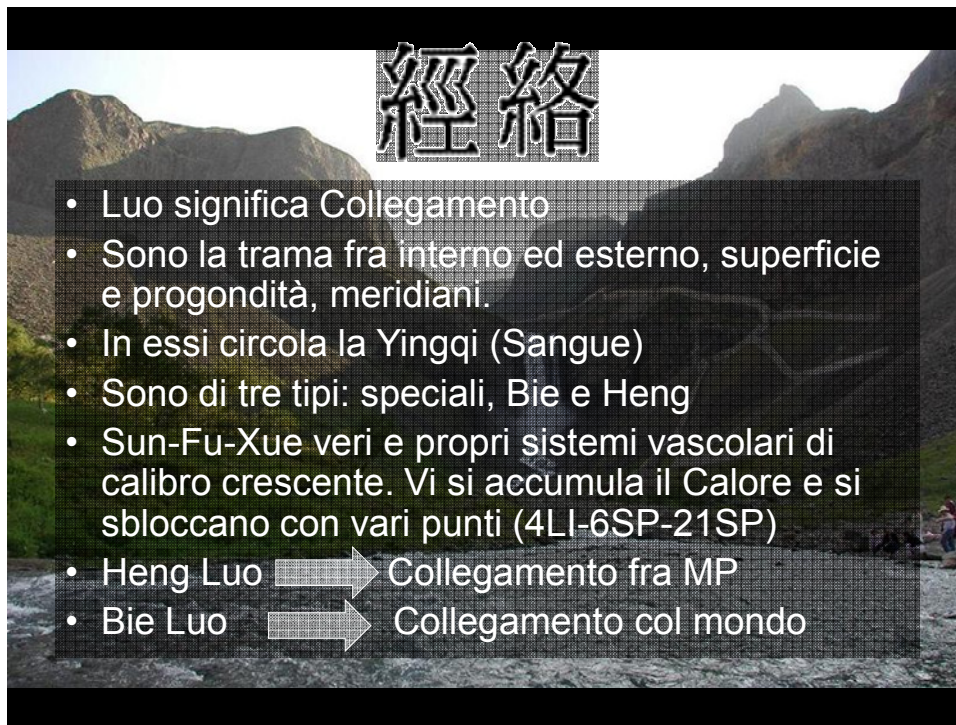 經絡
• Luo significa Collegamento
• Sono la trama fra interno ed esterno, superficie
e progondità, meridiani.
• In essi circola la Yingqi (Sangue)
• Sono di tre tipi: speciali, Bie e Heng
• Sun-Fu-Xue veri e propri sistemi vascolari di
calibro crescente. Vi si accumula il Calore e si
sbloccano con vari punti (4LI-6SP-21SP)
• Heng Luo Collegamento fra MP
• Bie Luo Collegamento col mondo